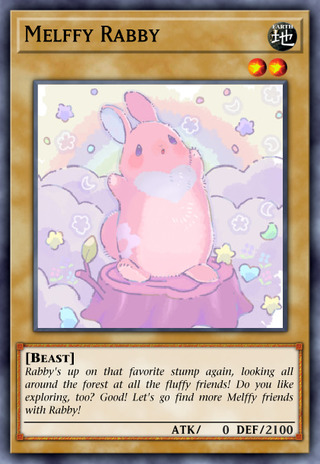 Melffy Rabby
EARTH
地
[Beast]
Rabby's up on that favorite stump again, looking all
around the forest at all the fluffy friends! Do you like
exploring, too? Good! Let's go find more Melffy friends
with Rabby!
ATK/ 0 DEF/2100